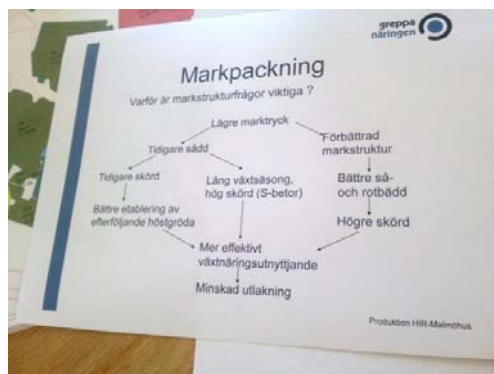 greppa
näringen
Markpackning
Varför är markstrukturfrågor viktiga ?
Lägre marktryck
Tidigare sådd
Förbättrad
markstruktur
Tidigare skörd
Lång växtsäsong,
hög skörd (S-betor)
Bättre så-
och rotbädd
Bättre etablering av
efterföljande höstgröda
Högre skörd
Mer effektivt
växtnäringsutnyttjande
Minskad utlakning
Produktion HIR-Malmöhus